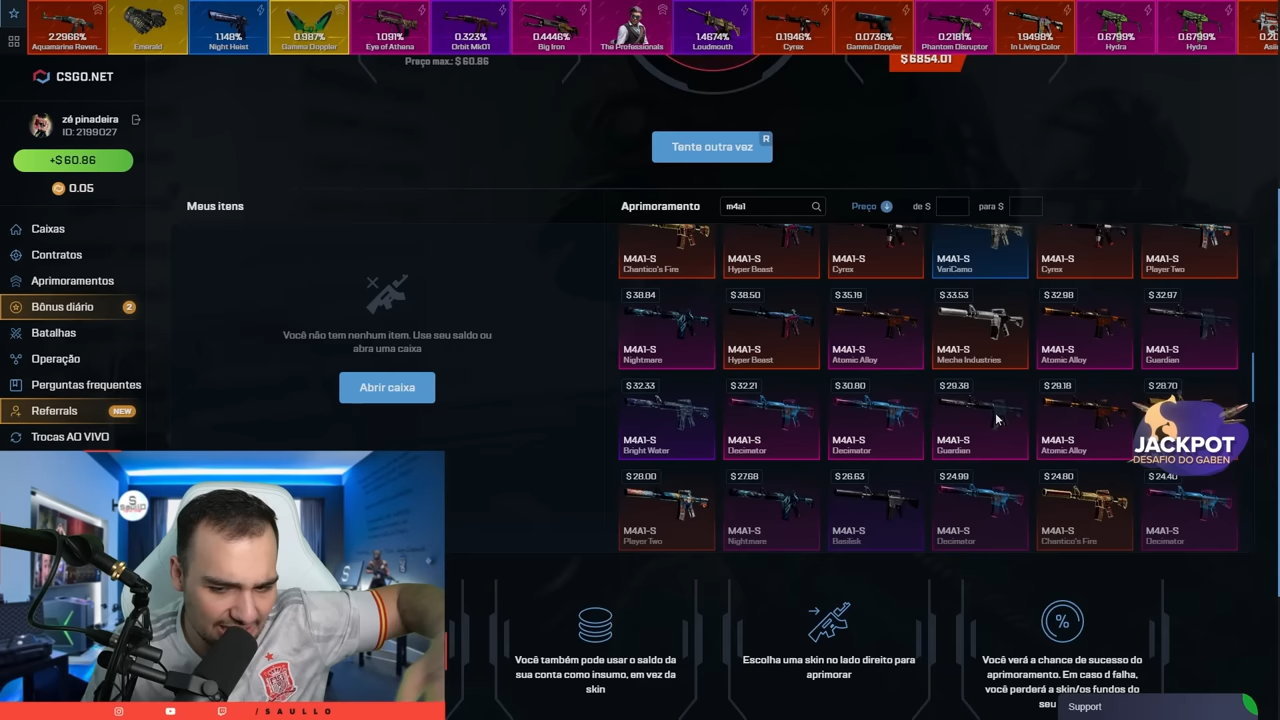 2.2966%
Aquamarine Reven...
Emerald
1.148%
Night Heist
0.987%
Gamma Doppler
1.091%
Eye of Athena
0.323%
Orbit Mk01
0.4446%
Big Iron
The Professionals
1.4674%
Loudmouth
0.1946%
Cyrex
0.0736%
Gamma Doppler
0.2181%
Phantom Disruptor
1.9498%
In Living Color
0.6799%
Hydra
0.6799%
Hydra
CSGO.NET
zé pinadeira
ID: 2199027
+$ 60.86
0.05
Caixas
Contratos
Aprimoramentos
Bônus diário 2
Batalhas
Operação
Perguntas frequentes
Referrals NEW
Trocas AO VIVO
Preço max.: $ 60.86
$ 6854.01
Tente outra vez R
Meus itens
Você não tem nenhum item. Use seu saldo ou
abra uma caixa
Abrir caixa
Aprimoramento m4a1 Preço de $ para $
M4A1-S
Chantico's Fire
M4A1-S
Hyper Beast
M4A1-S
Cyrex
M4A1-S
VariCamo
M4A1-S
Cyrex
M4A1-S
Player Two
$ 38.84
M4A1-S
Nightmare
$ 38.50
M4A1-S
Hyper Beast
$ 35.19
M4A1-S
Atomic Alloy
$ 33.53
M4A1-S
Mecha Industries
$ 32.98
M4A1-S
Atomic Alloy
$ 32.97
M4A1-S
Guardian
$ 32.33
M4A1-S
Bright Water
$ 32.21
M4A1-S
Decimator
$ 30.80
M4A1-S
Decimator
$ 29.38
M4A1-S
Guardian
$ 29.18
M4A1-S
Atomic Alloy
$ 28.70
JACKPOT
DESAFIO DO GABEN
$ 28.00
M4A1-S
Player Two
$ 27.68
M4A1-S
Nightmare
$ 26.63
M4A1-S
Basilisk
$ 24.99
M4A1-S
Decimator
$ 24.80
M4A1-S
Chantico's Fire
$ 24.40
M4A1-S
Decimator
Você também pode usar o saldo da
sua conta como insumo, em vez da
skin
Escolha uma skin no lado direito para
aprimorar
%
Você verá a chance de sucesso do
aprimoramento. Em caso d falha,
você perderá a skin/os fundos do
seu
Support
/SAULLO